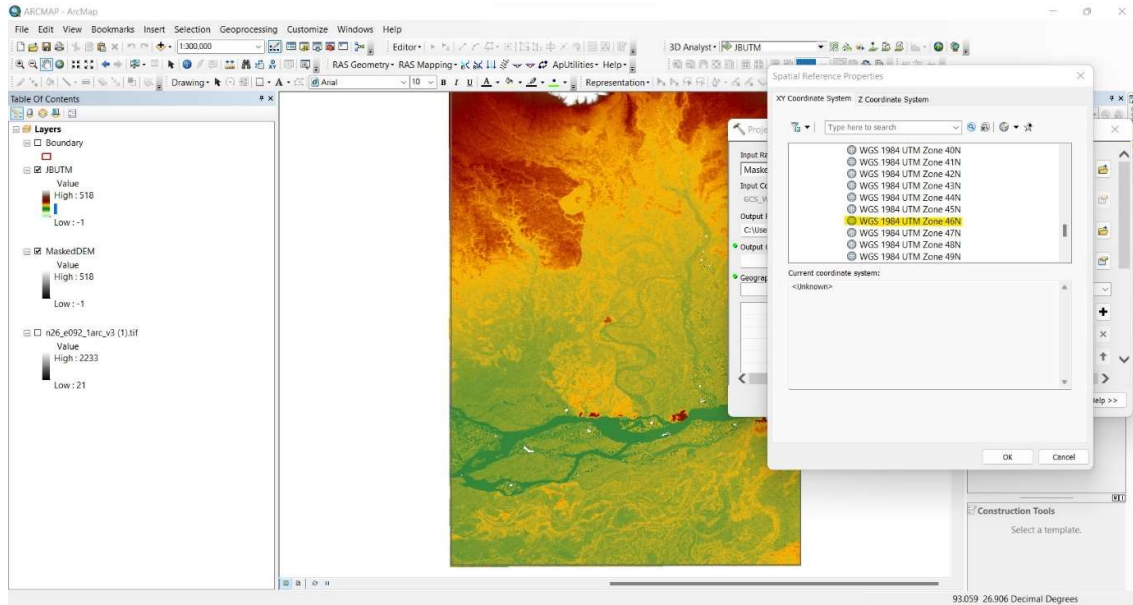 ARCMAP - ArcMap
File Edit View Bookmarks Insert Selection Geoprocessing Customize Windows Help
1:300,000
Editor
3D Analyst JBUTM
RAS Geometry RAS Mapping ApUtilities Help
Drawing Arial 10 B I U A Representation
Table Of Contents
Layers
Boundary
JBUTM
Value
High : 518
Low : -1
MaskedDEM
Value
High : 518
Low : -1
n26_e092_1arc_v3 (1).tif
Value
High : 2233
Low : 21
Proje
Input Ra
Maske
Input Co
GCS_W
Output R
C:\Use
Output C
Geograp
Help >>
Spatial Reference Properties
XY Coordinate System Z Coordinate System
Type here to search
WGS 1984 UTM Zone 40N
WGS 1984 UTM Zone 41N
WGS 1984 UTM Zone 42N
WGS 1984 UTM Zone 43N
WGS 1984 UTM Zone 44N
WGS 1984 UTM Zone 45N
WGS 1984 UTM Zone 46N
WGS 1984 UTM Zone 47N
WGS 1984 UTM Zone 48N
WGS 1984 UTM Zone 49N
Current coordinate system:
<Unknown>
OK Cancel
Construction Tools
Select a template.
93.059 26.906 Decimal Degrees